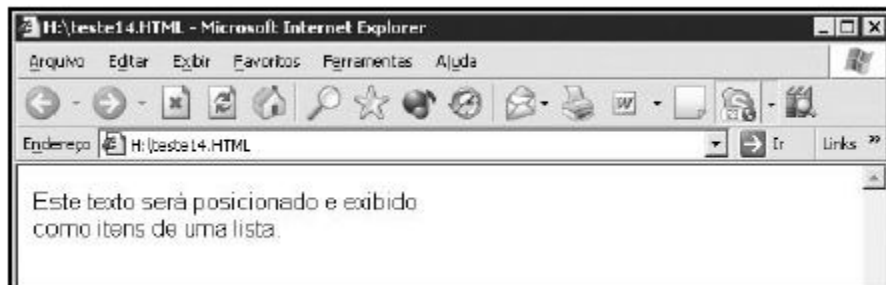 H:\teste14.HTML - Microsoft Internet Explorer
Arquivo Editar Exibir Favoritos Ferramentas Ajuda
Endereço H:\teste14.HTML Ir Links »
Este texto será posicionado e exibido
como itens de uma lista.